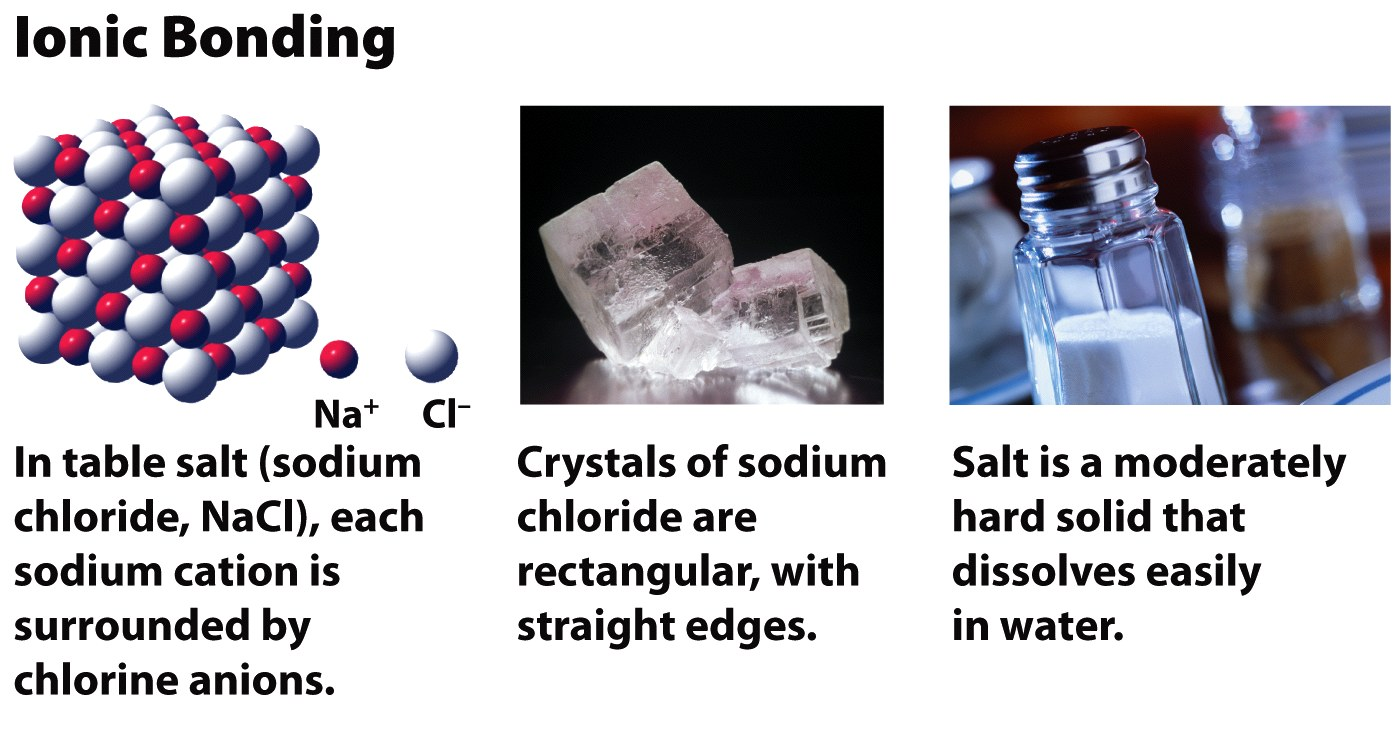 Ionic Bonding
Na⁺ Cl⁻
In table salt (sodium
chloride, NaCl), each
sodium cation is
surrounded by
chlorine anions.
Crystals of sodium
chloride are
rectangular, with
straight edges.
Salt is a moderately
hard solid that
dissolves easily
in water.